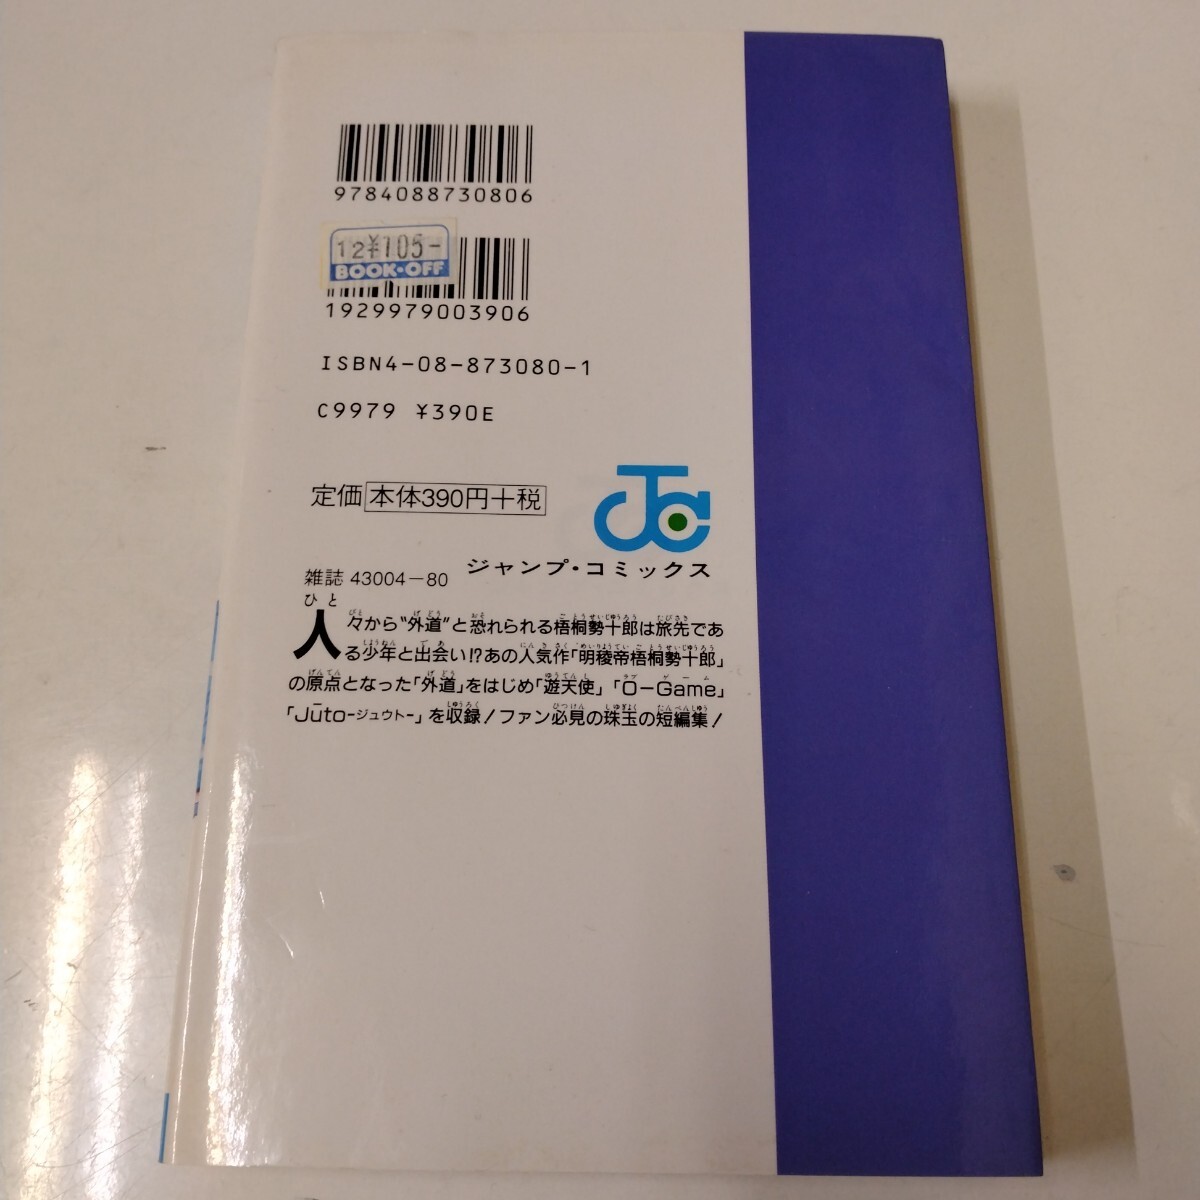 9784088730806
12¥105-
BOOK・OFF
1929979003906
ISBN4-08-873080-1
C9979 ¥390E
定価 本体390円+税
JC
ジャンプ・コミックス
雑誌 43004-80
人々から“外道”と恐れられる梧桐勢十郎は旅先であ
る少年と出会い!?あの人気作「明稜帝梧桐勢十郎」
の原点となった「外道」をはじめ「遊天使」「O-Game」
「Jūto-ジュウト-」を収録!ファン必見の珠玉の短編集!